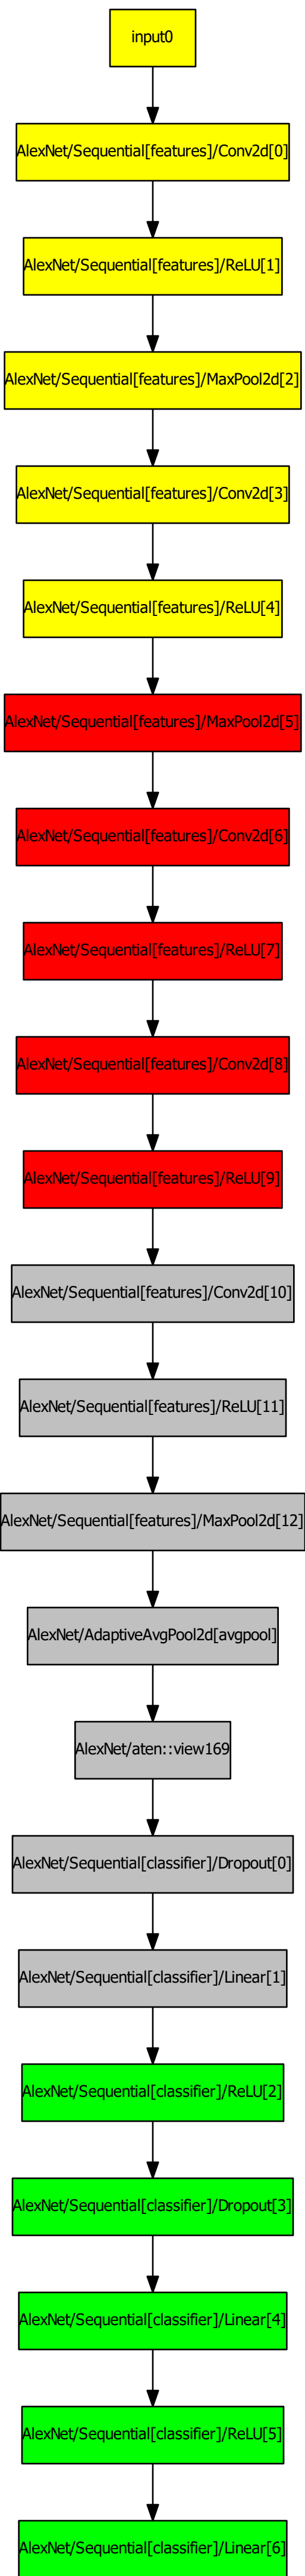 input0
AlexNet/Sequential[features]/Conv2d[0]
AlexNet/Sequential[features]/ReLU[1]
AlexNet/Sequential[features]/MaxPool2d[2]
AlexNet/Sequential[features]/Conv2d[3]
AlexNet/Sequential[features]/ReLU[4]
AlexNet/Sequential[features]/MaxPool2d[5]
AlexNet/Sequential[features]/Conv2d[6]
AlexNet/Sequential[features]/ReLU[7]
AlexNet/Sequential[features]/Conv2d[8]
AlexNet/Sequential[features]/ReLU[9]
AlexNet/Sequential[features]/Conv2d[10]
AlexNet/Sequential[features]/ReLU[11]
AlexNet/Sequential[features]/MaxPool2d[12]
AlexNet/AdaptiveAvgPool2d[avgpool]
AlexNet/aten::view169
AlexNet/Sequential[classifier]/Dropout[0]
AlexNet/Sequential[classifier]/Linear[1]
AlexNet/Sequential[classifier]/ReLU[2]
AlexNet/Sequential[classifier]/Dropout[3]
AlexNet/Sequential[classifier]/Linear[4]
AlexNet/Sequential[classifier]/ReLU[5]
AlexNet/Sequential[classifier]/Linear[6]